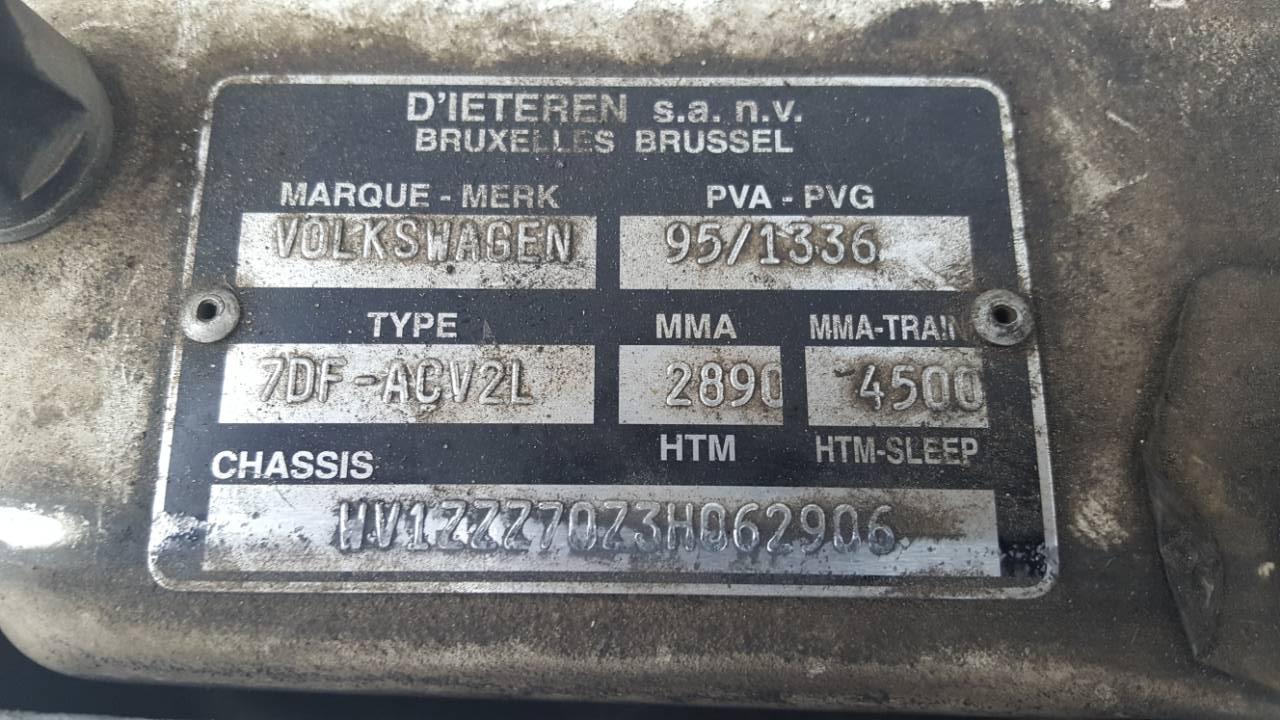 D'IETEREN s.a. n.v.
BRUXELLES BRUSSEL
MARQUE - MERK PVA - PVG
VOLKSWAGEN 95/1336
TYPE MMA MMA-TRAIN
7DF-ACV2L 2890 4500
HTM HTM-SLEEP
CHASSIS
WV1ZZZ70Z3H062906